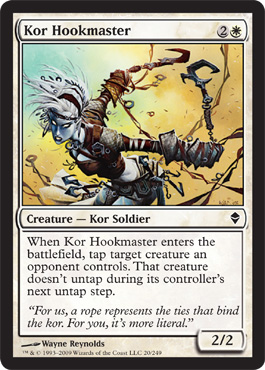 Kor Hookmaster 2
Creature — Kor Soldier
When Kor Hookmaster enters the
battlefield, tap target creature an
opponent controls. That creature
doesn't untap during its controller's
next untap step.
"For us, a rope represents the ties that bind
the kor. For you, it's more literal."
Wayne Reynolds
2/2
™ & © 1993–2009 Wizards of the Coast LLC 20/249